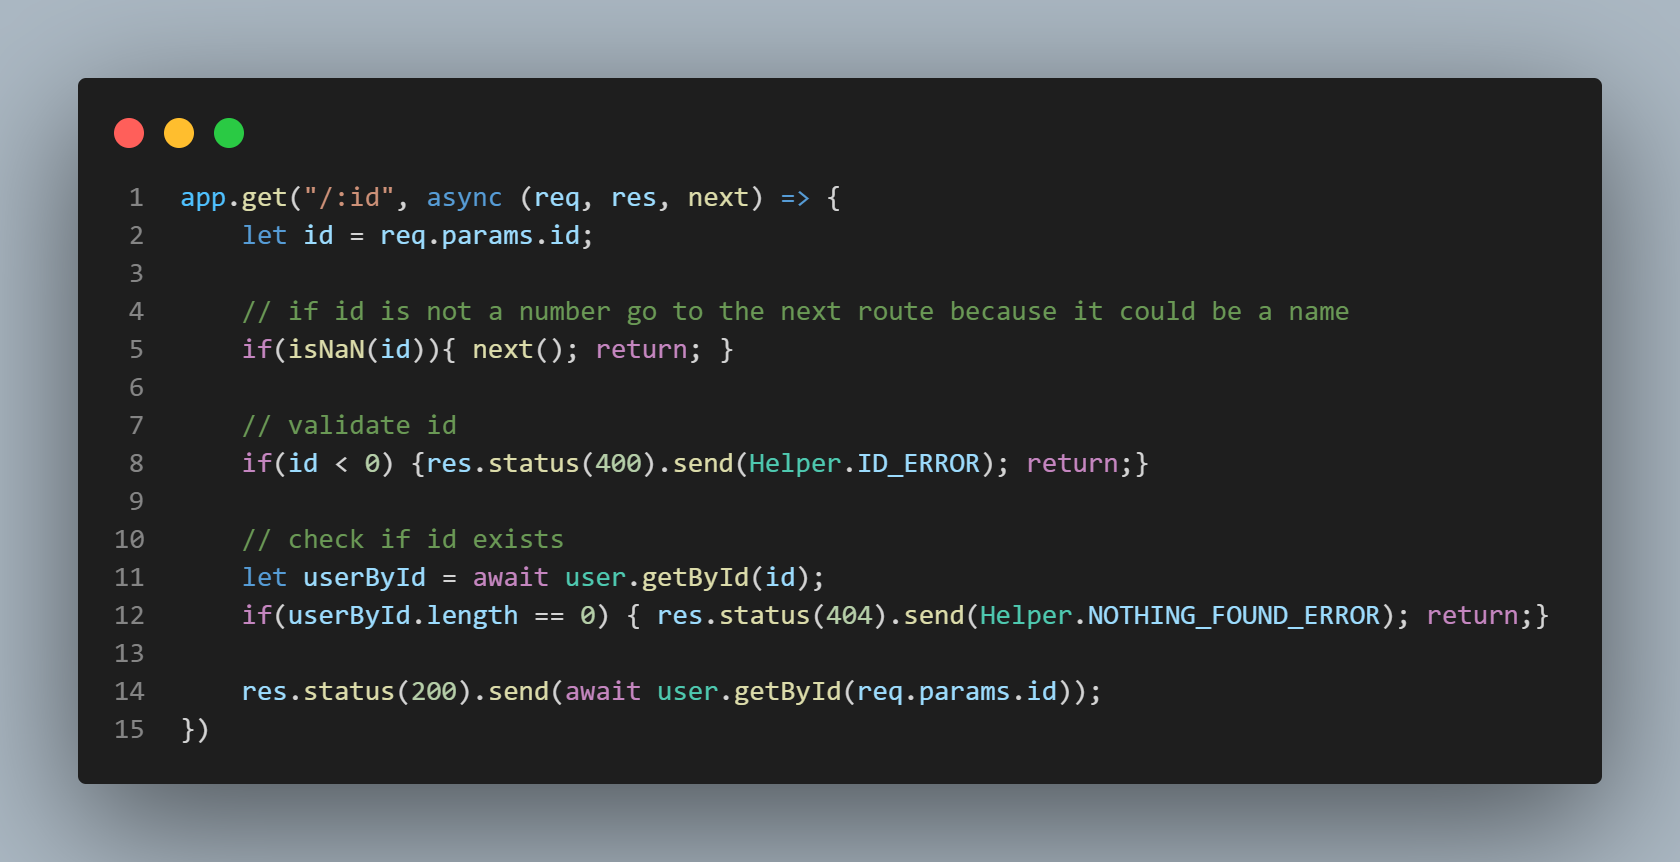 1 app.get("/:id", async (req, res, next) => {
2     let id = req.params.id;
3
4     // if id is not a number go to the next route because it could be a name
5     if(isNaN(id)){ next(); return; }
6
7     // validate id
8     if(id < 0) {res.status(400).send(Helper.ID_ERROR); return;}
9
10     // check if id exists
11     let userById = await user.getById(id);
12     if(userById.length == 0) { res.status(404).send(Helper.NOTHING_FOUND_ERROR); return;}
13
14     res.status(200).send(await user.getById(req.params.id));
15 })